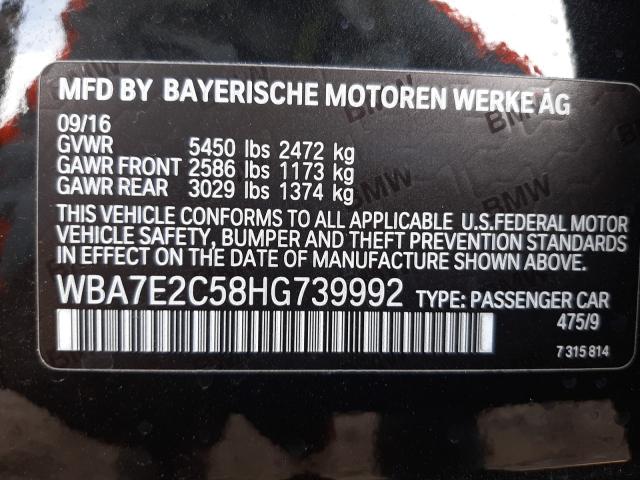 MFD BY BAYERISCHE MOTOREN WERKE AG
09/16
GVWR 5450 lbs 2472 kg
GAWR FRONT 2586 lbs 1173 kg
GAWR REAR 3029 lbs 1374 kg
THIS VEHICLE CONFORMS TO ALL APPLICABLE U.S.FEDERAL MOTOR
VEHICLE SAFETY, BUMPER AND THEFT PREVENTION STANDARDS
IN EFFECT ON THE DATE OF MANUFACTURE SHOWN ABOVE.
WBA7E2C58HG739992 TYPE: PASSENGER CAR
475/9
7 315 814